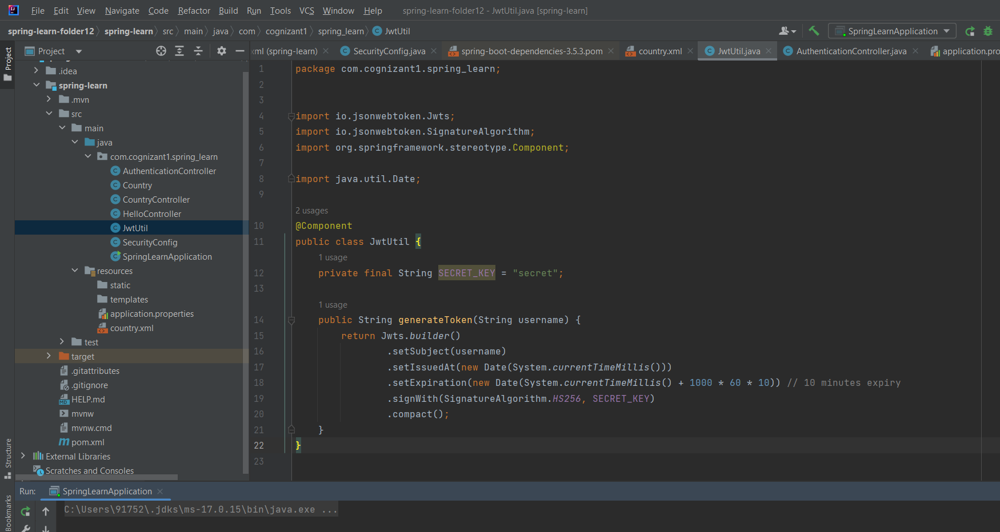 File Edit View Navigate Code Refactor Build Run Tools VCS Window Help spring-learn-folder12 - JwtUtil.java [spring-learn]
spring-learn-folder12 spring-learn src main java com cognizant1 spring_learn JwtUtil SpringLearnApplication
Project
Project
xml (spring-learn) SecurityConfig.java spring-boot-dependencies-3.5.3.pom country.xml JwtUtil.java AuthenticationController.java application.pro
.idea
spring-learn
.mvn
src
main
java
com.cognizant1.spring_learn
AuthenticationController
Country
CountryController
HelloController
JwtUtil
SecurityConfig
SpringLearnApplication
resources
static
templates
application.properties
country.xml
test
target
.gitattributes
.gitignore
HELP.md
mvnw
mvnw.cmd
pom.xml
External Libraries
Scratches and Consoles
Structure
Bookmarks
1 package com.cognizant1.spring_learn;
2
3
4 import io.jsonwebtoken.Jwts;
5 import io.jsonwebtoken.SignatureAlgorithm;
6 import org.springframework.stereotype.Component;
7
8 import java.util.Date;
9
2 usages
10 @Component
11 public class JwtUtil {
1 usage
12 private final String SECRET_KEY = "secret";
13
1 usage
14 public String generateToken(String username) {
15 return Jwts.builder()
16 .setSubject(username)
17 .setIssuedAt(new Date(System.currentTimeMillis()))
18 .setExpiration(new Date(System.currentTimeMillis() + 1000 * 60 * 10)) // 10 minutes expiry
19 .signWith(SignatureAlgorithm.HS256, SECRET_KEY)
20 .compact();
21 }
22 }
23
Run: SpringLearnApplication
C:\Users\91752\.jdks\ms-17.0.15\bin\java.exe ...